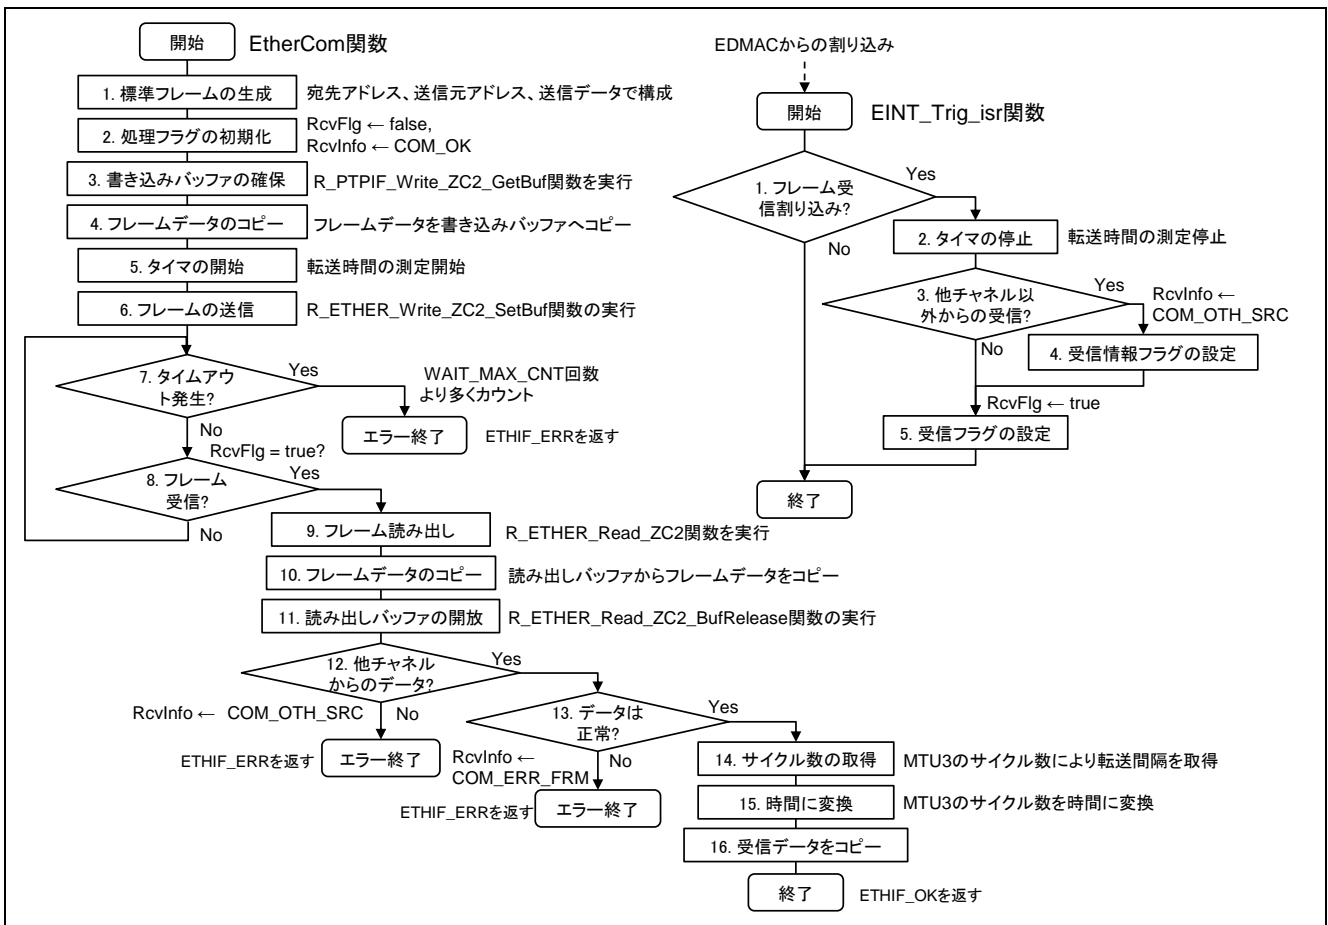 開始
EtherCom関数
1. 標準フレームの生成
宛先アドレス、送信元アドレス、送信データで構成
2. 処理フラグの初期化
RcvFlg ← false,
RcvInfo ← COM_OK
3. 書き込みバッファの確保
R_PTPIF_Write_ZC2_GetBuf関数を実行
4. フレームデータのコピー
フレームデータを書き込みバッファへコピー
5. タイマの開始
転送時間の測定開始
6. フレームの送信
R_ETHER_Write_ZC2_SetBuf関数の実行
7. タイムアウ
ト発生?
Yes
WAIT_MAX_CNT回数
より多くカウント
エラー終了
ETHIF_ERRを返す
No
RcvFlg = true?
8. フレーム
受信?
Yes
No
9. フレーム読み出し
R_ETHER_Read_ZC2関数を実行
10. フレームデータのコピー
読み出しバッファからフレームデータをコピー
11. 読み出しバッファの開放
R_ETHER_Read_ZC2_BufRelease関数の実行
12. 他チャネル
からのデータ?
Yes
RcvInfo ← COM_OTH_SRC
No
ETHIF_ERRを返す
エラー終了
13. データは
正常?
Yes
RcvInfo ←
COM_ERR_FRM
No
ETHIF_ERRを返す
エラー終了
14. サイクル数の取得
MTU3のサイクル数により転送間隔を取得
15. 時間に変換
MTU3のサイクル数を時間に変換
16. 受信データをコピー
終了
ETHIF_OKを返す
EDMACからの割り込み
開始
EINT_Trig_isr関数
1. フレーム受
信割り込み?
Yes
No
2. タイマの停止
転送時間の測定停止
3. 他チャネル以
外からの受信?
Yes
RcvInfo ←
COM_OTH_SRC
No
4. 受信情報フラグの設定
RcvFlg ← true
5. 受信フラグの設定
終了